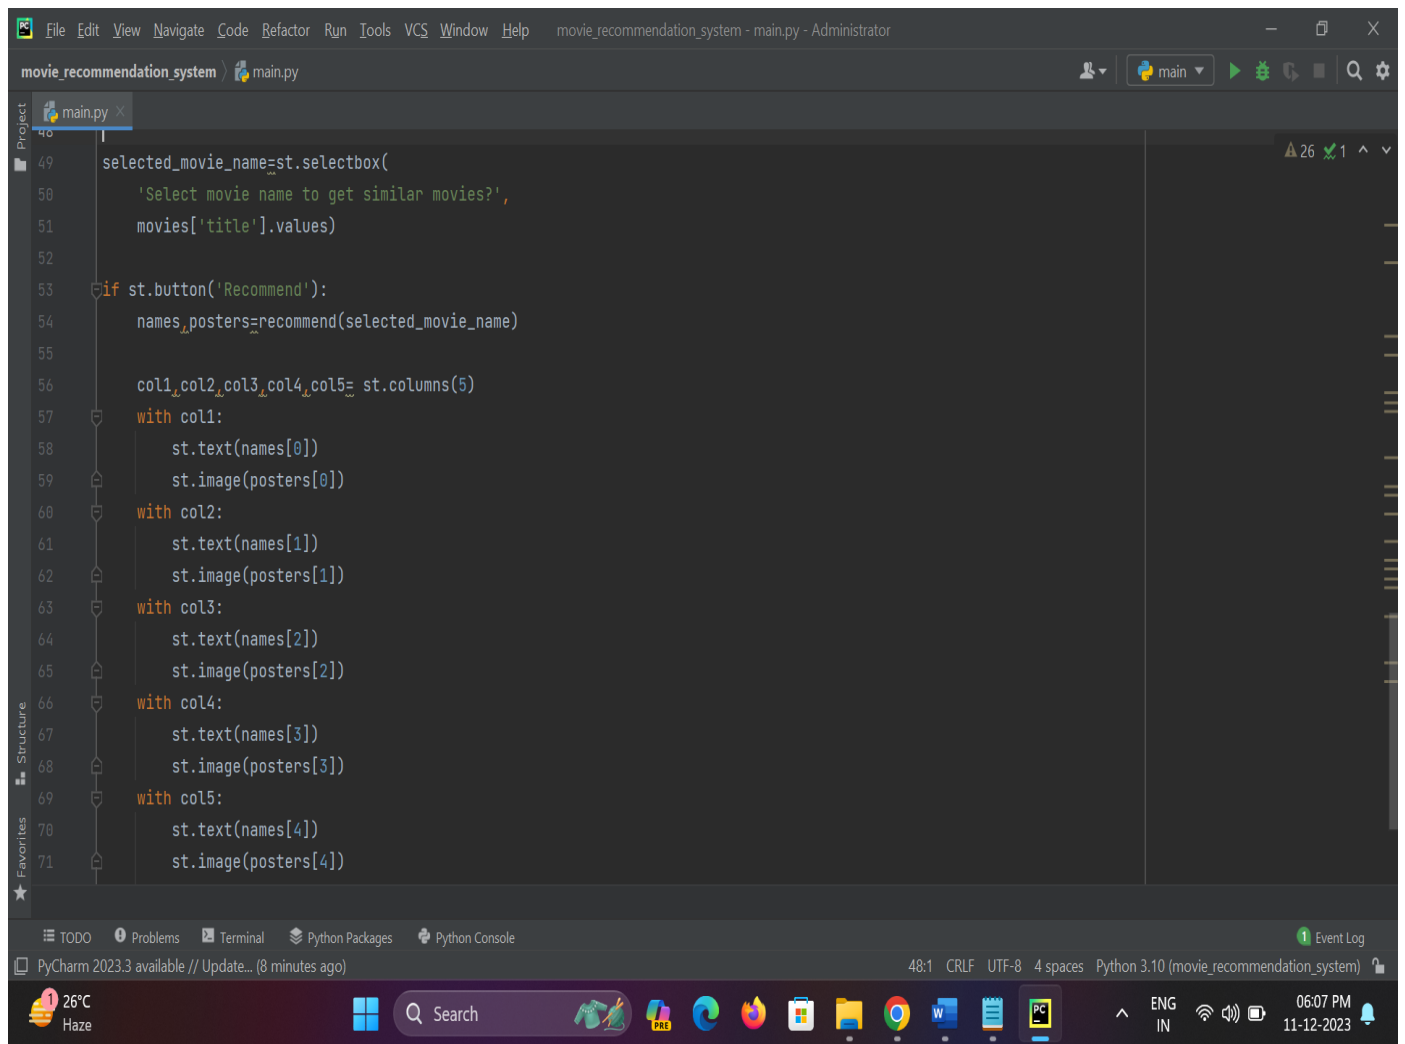 File Edit View Navigate Code Refactor Run Tools VCS Window Help movie_recommendation_system - main.py - Administrator
movie_recommendation_system main.py main
Project
main.py
48
49 selected_movie_name=st.selectbox(
26 1
50 'Select movie name to get similar movies?',
51 movies['title'].values)
52
53 if st.button('Recommend'):
54 names,posters=recommend(selected_movie_name)
55
56 col1,col2,col3,col4,col5= st.columns(5)
57 with col1:
58 st.text(names[0])
59 st.image(posters[0])
60 with col2:
61 st.text(names[1])
62 st.image(posters[1])
63 with col3:
64 st.text(names[2])
65 st.image(posters[2])
66 with col4:
67 st.text(names[3])
68 st.image(posters[3])
69 with col5:
70 st.text(names[4])
71 st.image(posters[4])
Structure
Favorites
TODO Problems Terminal Python Packages Python Console 1 Event Log
PyCharm 2023.3 available // Update... (8 minutes ago) 48:1 CRLF UTF-8 4 spaces Python 3.10 (movie_recommendation_system)
1 26°C
Haze
Search
PRE
W
PC
ENG
IN
06:07 PM
11-12-2023